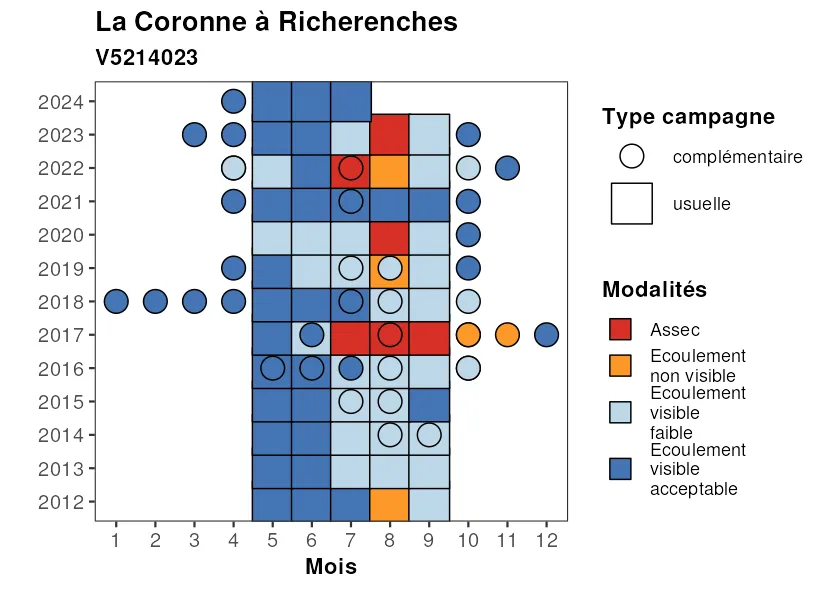 La Coronne à Richerenches
V5214023
2024
2023
2022
2021
2020
2019
2018
2017
2016
2015
2014
2013
2012
1 2 3 4 5 6 7 8 9 10 11 12
Mois
Type campagne
complémentaire
usuelle
Modalités
Assec
Ecoulement
non visible
Ecoulement
visible
faible
Ecoulement
visible
acceptable